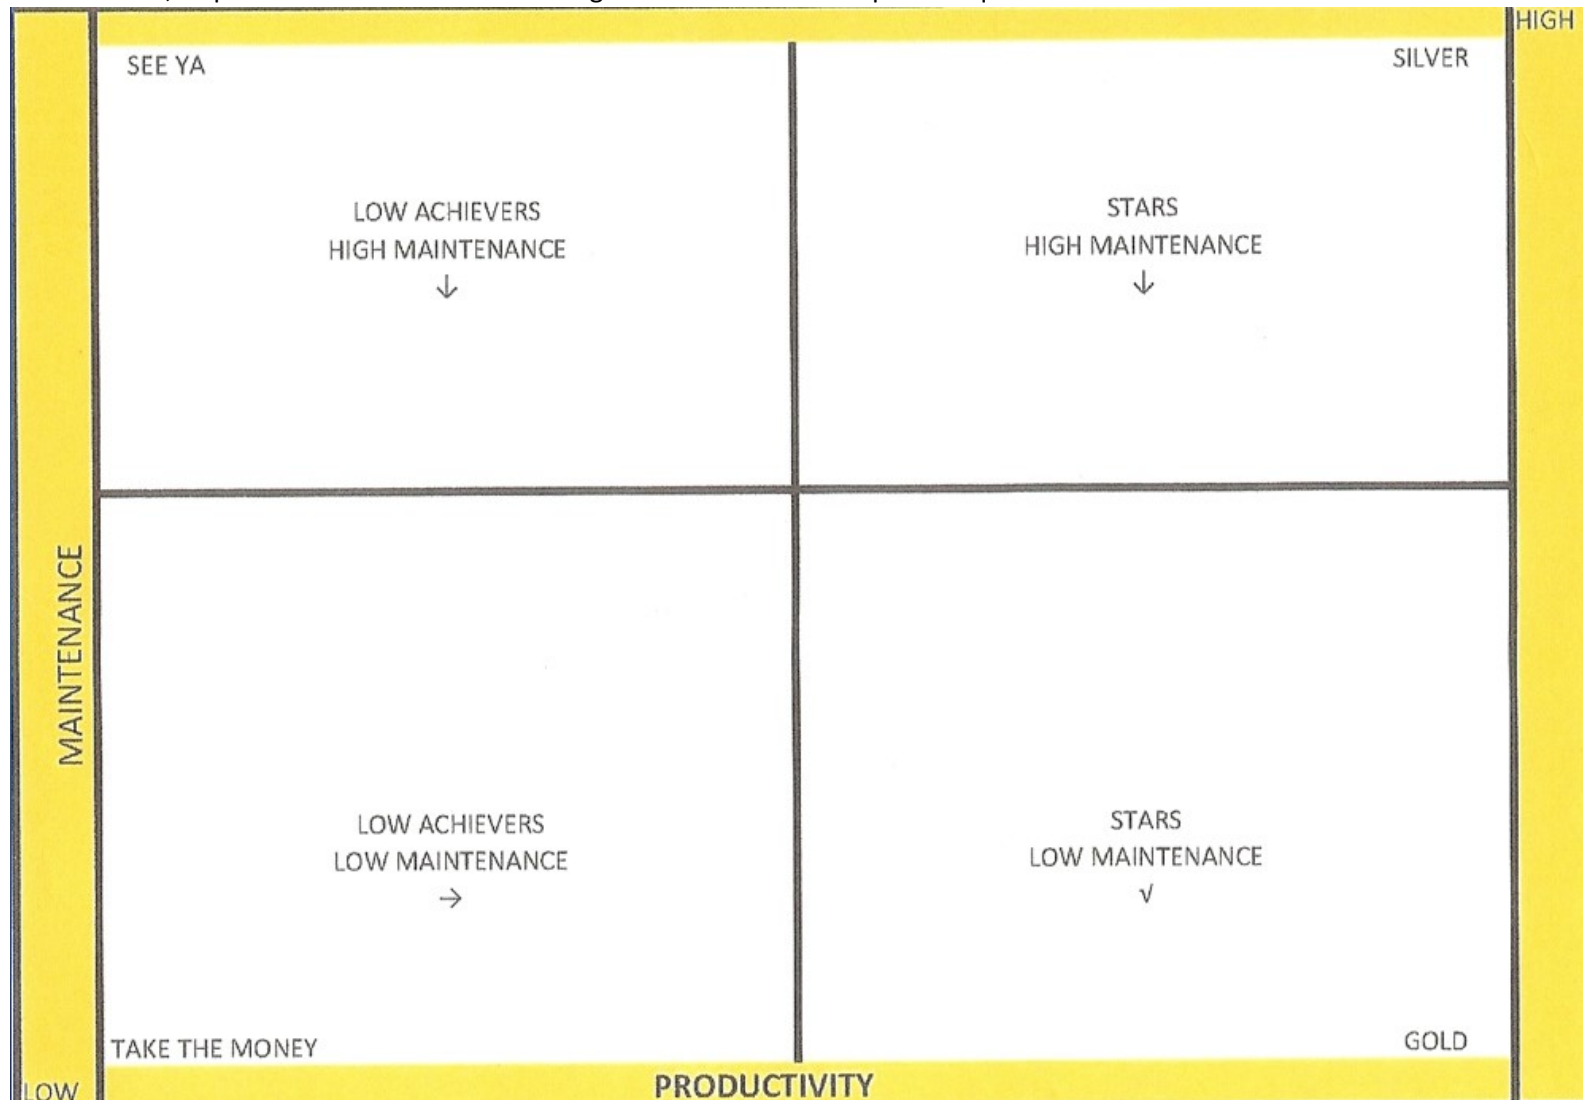 HIGH
SEE YA
SILVER
LOW ACHIEVERS
HIGH MAINTENANCE
↓
STARS
HIGH MAINTENANCE
↓
MAINTENANCE
LOW ACHIEVERS
LOW MAINTENANCE
→
STARS
LOW MAINTENANCE
√
TAKE THE MONEY
GOLD
LOW
PRODUCTIVITY